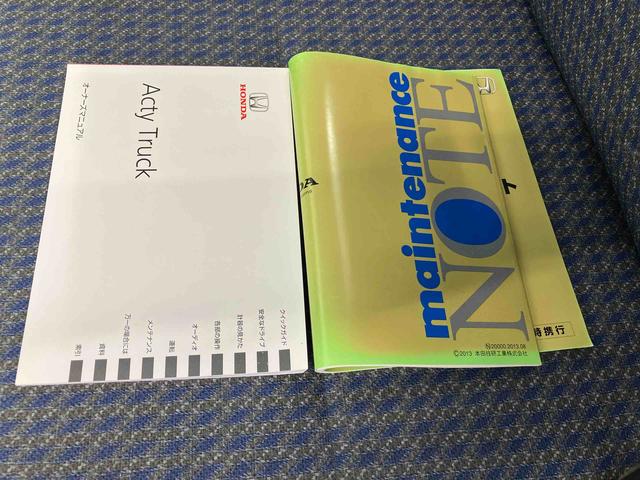 HONDA
Acty Truck
オーナーズマニュアル
クイックガイド
安全なドライブ
計器の見かた
各部の操作
オーディオ
運転
メンテナンス
万一の場合には
資料
索引
maintenance
NOTE
20000.2013.08
©2013 本田技研工業株式会社
時携行